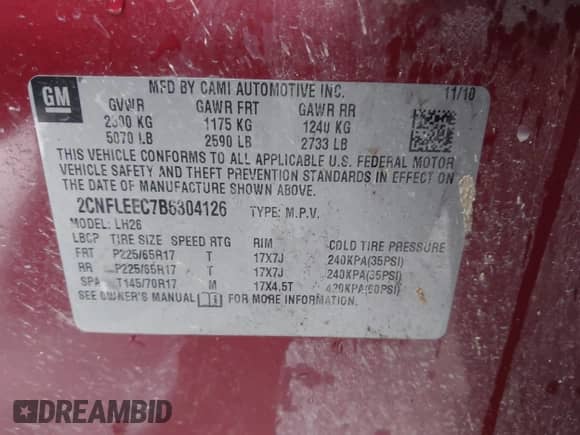 GM
MFD BY CAMI AUTOMOTIVE INC. 11/10
GVWR GAWR FRT GAWR RR
2300 KG 1175 KG 1240 KG
5070 LB 2590 LB 2733 LB
THIS VEHICLE CONFORMS TO ALL APPLICABLE U.S. FEDERAL MOTOR
VEHICLE SAFETY AND THEFT PREVENTION STANDARDS IN EFFECT ON
THE DATE OF MANUFACTURE SHOWN ABOVE.
2CNFLEEC7B6304126 TYPE: M.P.V.
MODEL: LH26
LBCP TIRE SIZE SPEED RTG RIM COLD TIRE PRESSURE
FRT P225/65R17 T 17X7J 240KPA(35PSI)
RR P225/65R17 T 17X7J 240KPA(35PSI)
SPA T145/70R17 M 17X4.5T 420KPA(60PSI)
SEE OWNER'S MANUAL FOR MORE INFORMATION.
DREAMBID